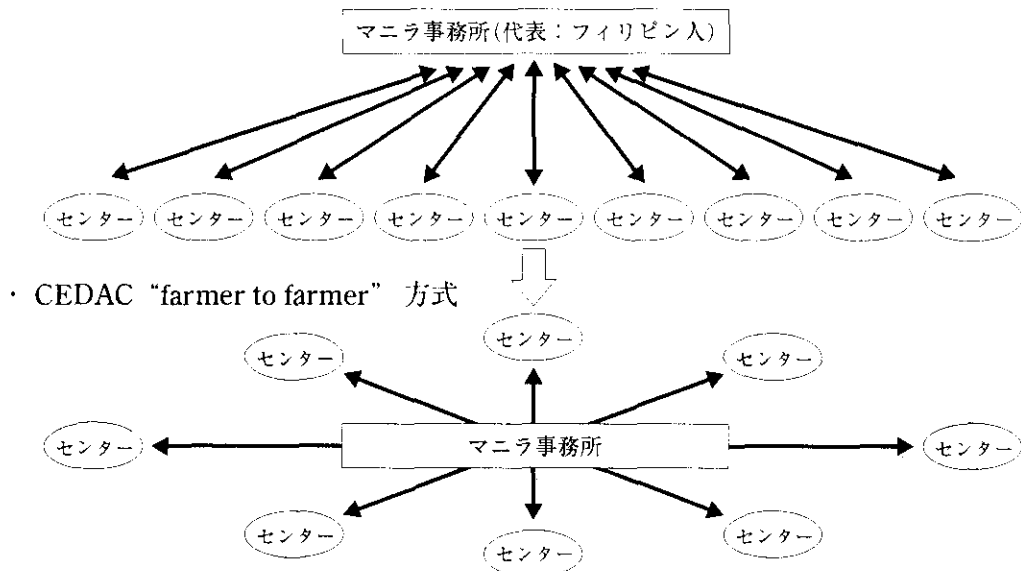 マニラ事務所(代表：フィリピン人)
センター センター センター センター センター センター センター センター センター
・ CEDAC “farmer to farmer” 方式
センター
センター センター
センター マニラ事務所 センター
センター センター
センター